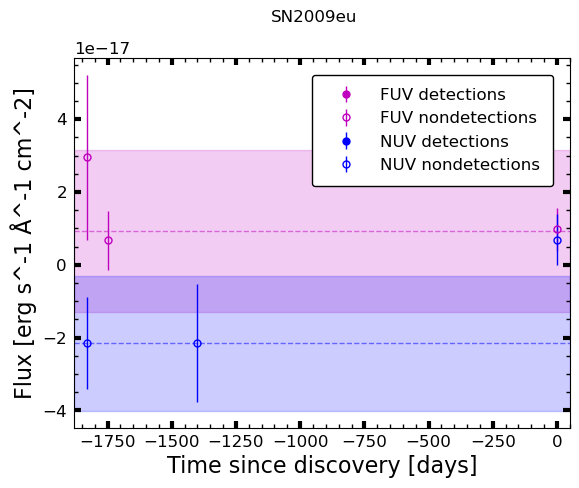 SN2009eu
1e−17
FUV detections
FUV nondetections
NUV detections
NUV nondetections
4
2
0
−2
−4
Flux [erg s^-1 Å^-1 cm^-2]
−1750 −1500 −1250 −1000 −750 −500 −250 0
Time since discovery [days]